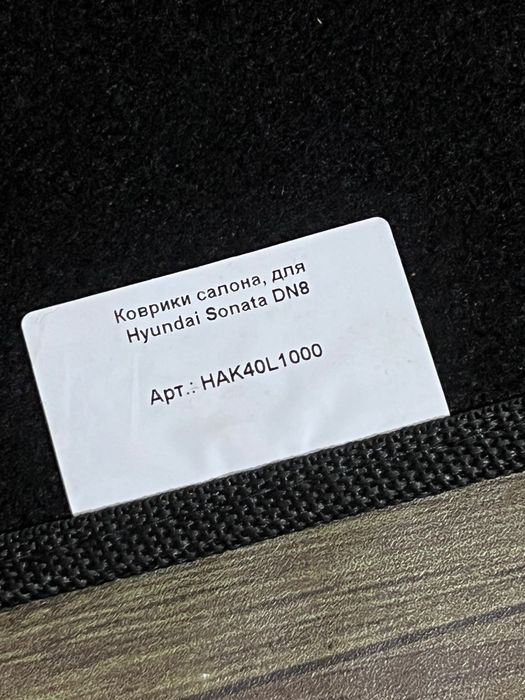 Коврики салона, для
Hyundai Sonata DN8
Арт.: HAK40L1000